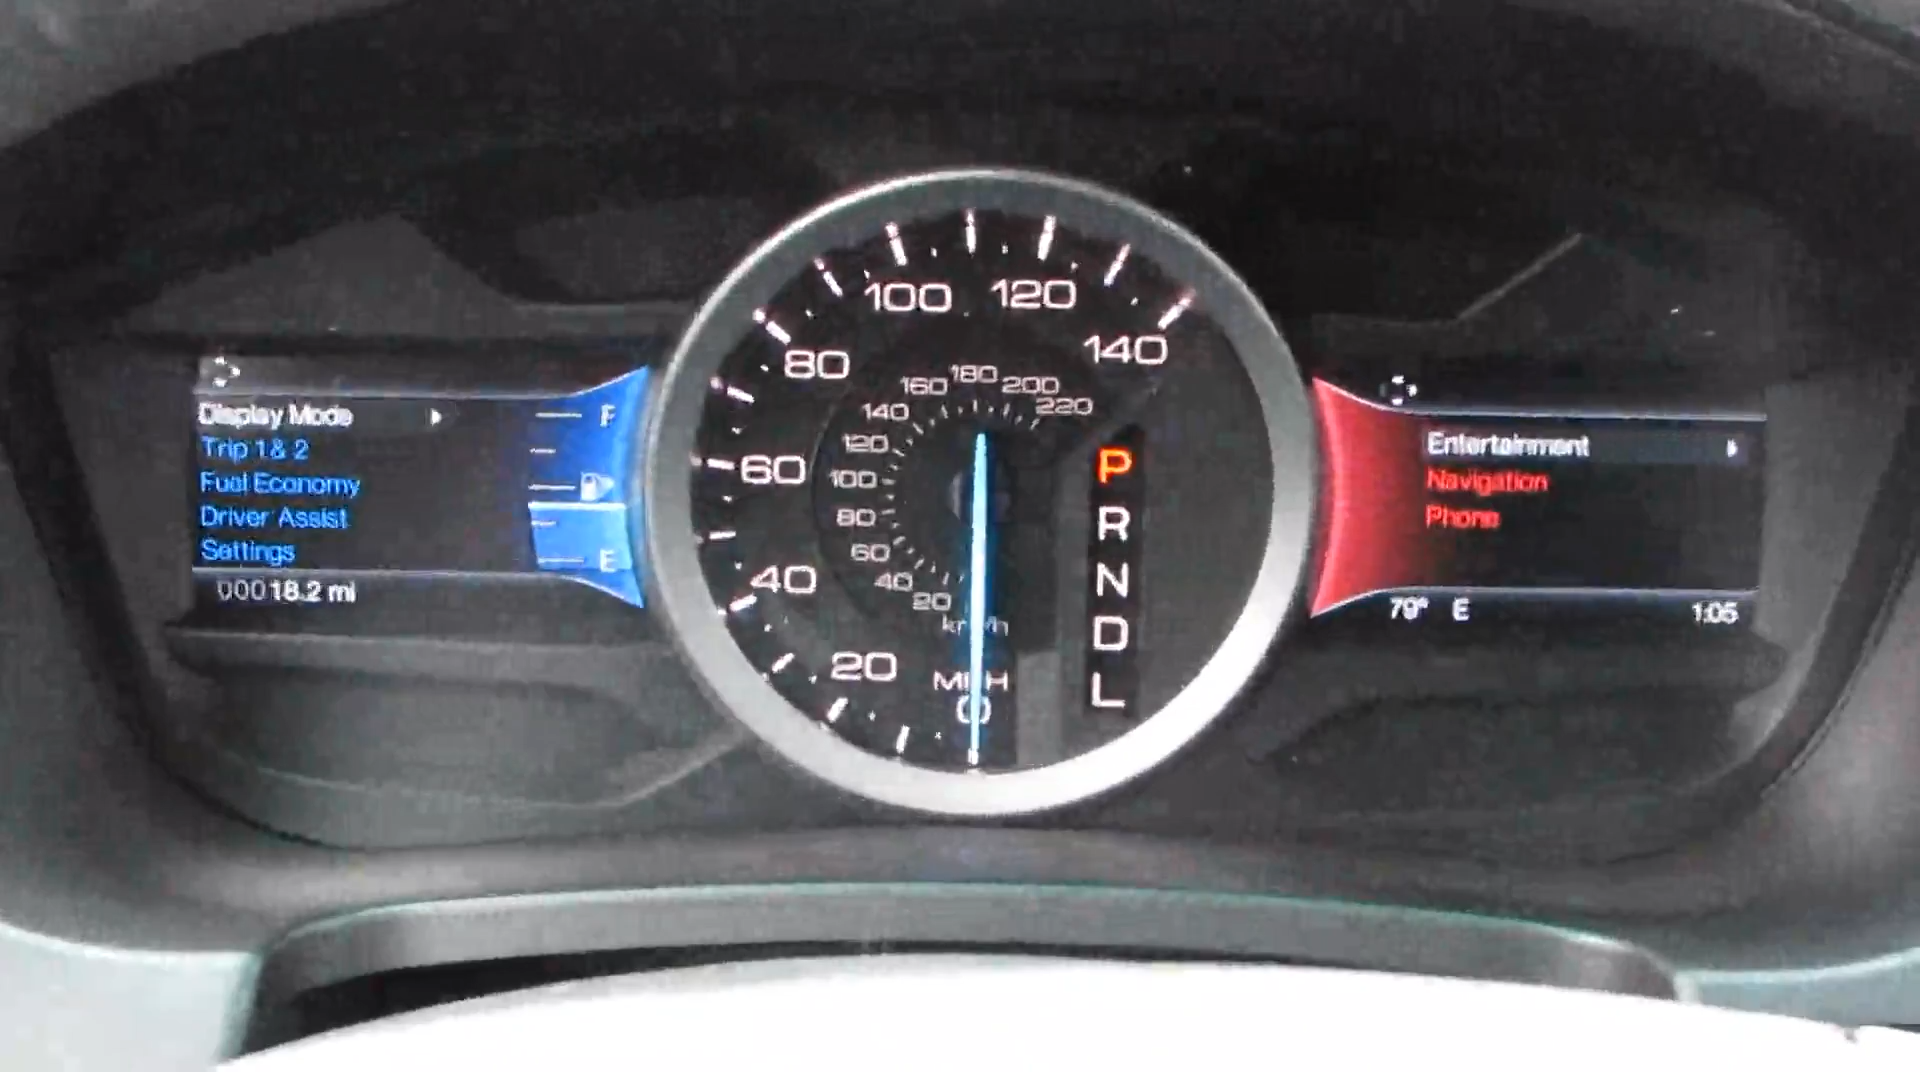 Display Mode
Trip 1 & 2
Fuel Economy
Driver Assist
Settings
00018.2 mi
F
E
0
20
40
60
80
100
120
140
MPH
20
40
60
80
100
120
140
160
180
200
220
km/h
P
R
N
D
L
Entertainment
Navigation
Phone
79° E 1:05